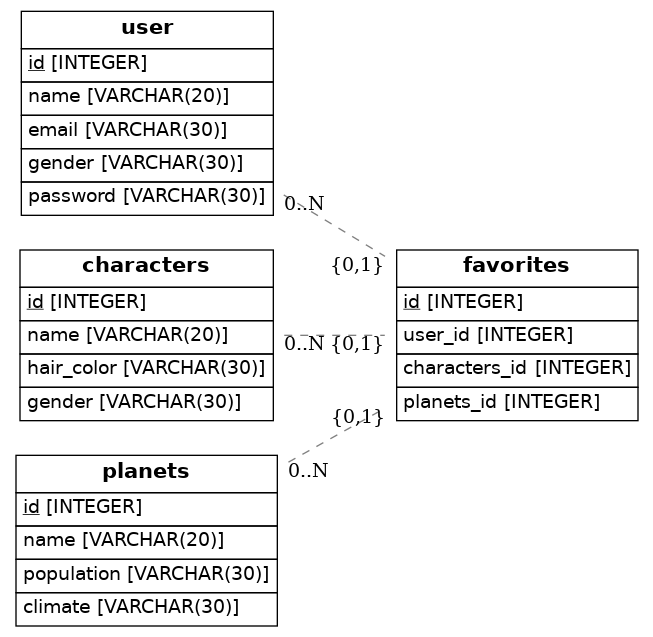 user
id [INTEGER]
name [VARCHAR(20)]
email [VARCHAR(30)]
gender [VARCHAR(30)]
password [VARCHAR(30)]
0..N
{0,1}
characters
id [INTEGER]
name [VARCHAR(20)]
hair_color [VARCHAR(30)]
gender [VARCHAR(30)]
0..N {0,1}
favorites
id [INTEGER]
user_id [INTEGER]
characters_id [INTEGER]
planets_id [INTEGER]
{0,1}
0..N
planets
id [INTEGER]
name [VARCHAR(20)]
population [VARCHAR(30)]
climate [VARCHAR(30)]